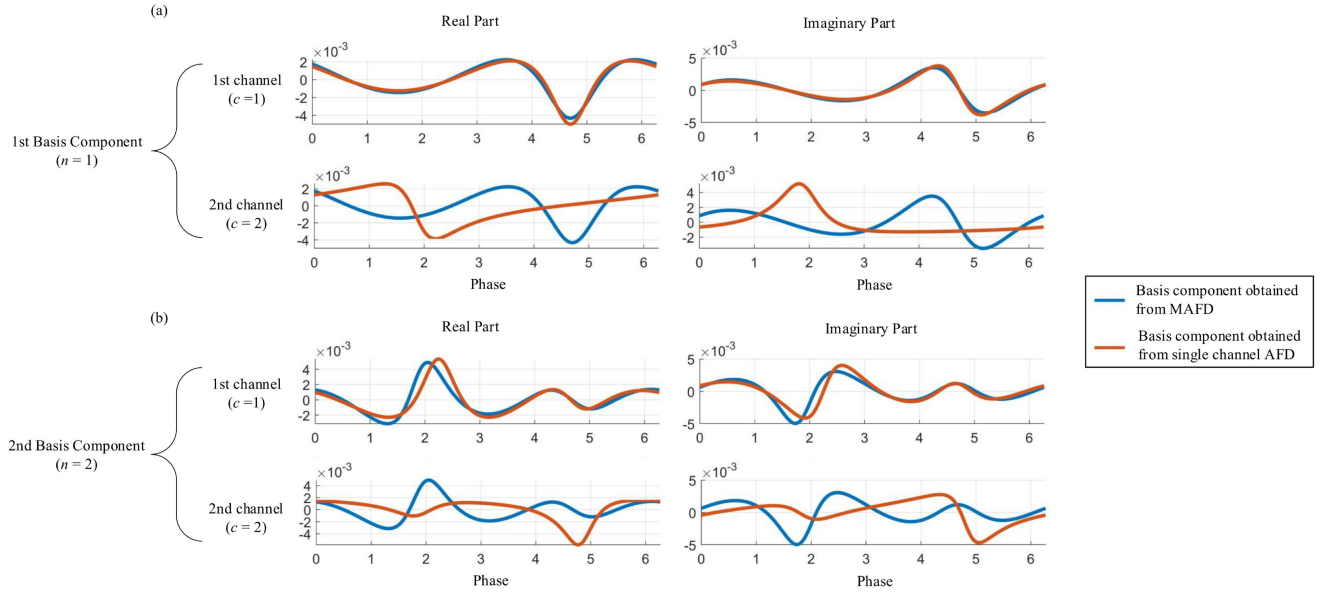 (a)
Real Part
Imaginary Part
1st Basis Component
(n = 1)
1st channel
(c =1)
×10⁻³
2
0
-2
-4
0 1 2 3 4 5 6
×10⁻³
5
0
-5
0 1 2 3 4 5 6
2nd channel
(c = 2)
×10⁻³
2
0
-2
-4
0 1 2 3 4 5 6
Phase
×10⁻³
4
2
0
-2
0 1 2 3 4 5 6
Phase
Basis component obtained
from MAFD
Basis component obtained
from single channel AFD
(b)
Real Part
Imaginary Part
2nd Basis Component
(n = 2)
1st channel
(c =1)
×10⁻³
4
2
0
-2
0 1 2 3 4 5 6
×10⁻³
5
0
-5
0 1 2 3 4 5 6
2nd channel
(c = 2)
×10⁻³
4
2
0
-2
-4
0 1 2 3 4 5 6
Phase
×10⁻³
5
0
-5
0 1 2 3 4 5 6
Phase